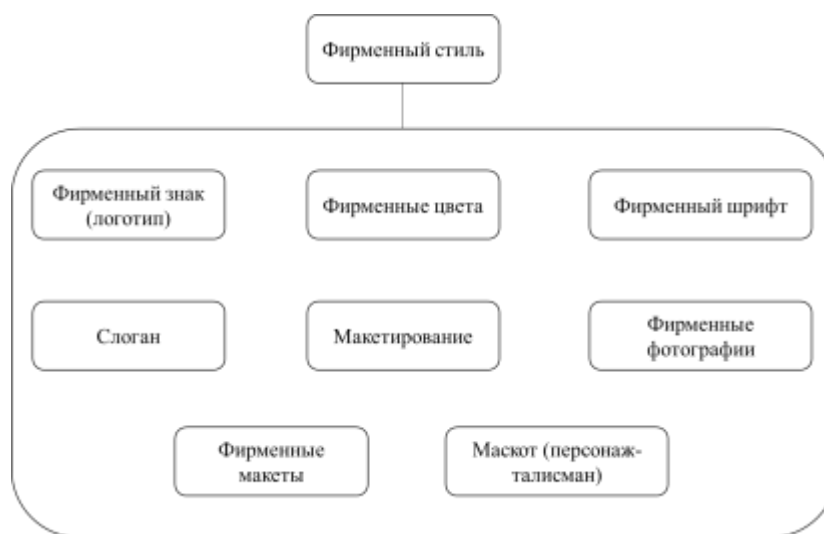 Фирменный стиль
Фирменный знак
(логотип)
Фирменные цвета
Фирменный шрифт
Слоган
Макетирование
Фирменные
фотографии
Фирменные
макеты
Маскот (персонаж-
талисман)